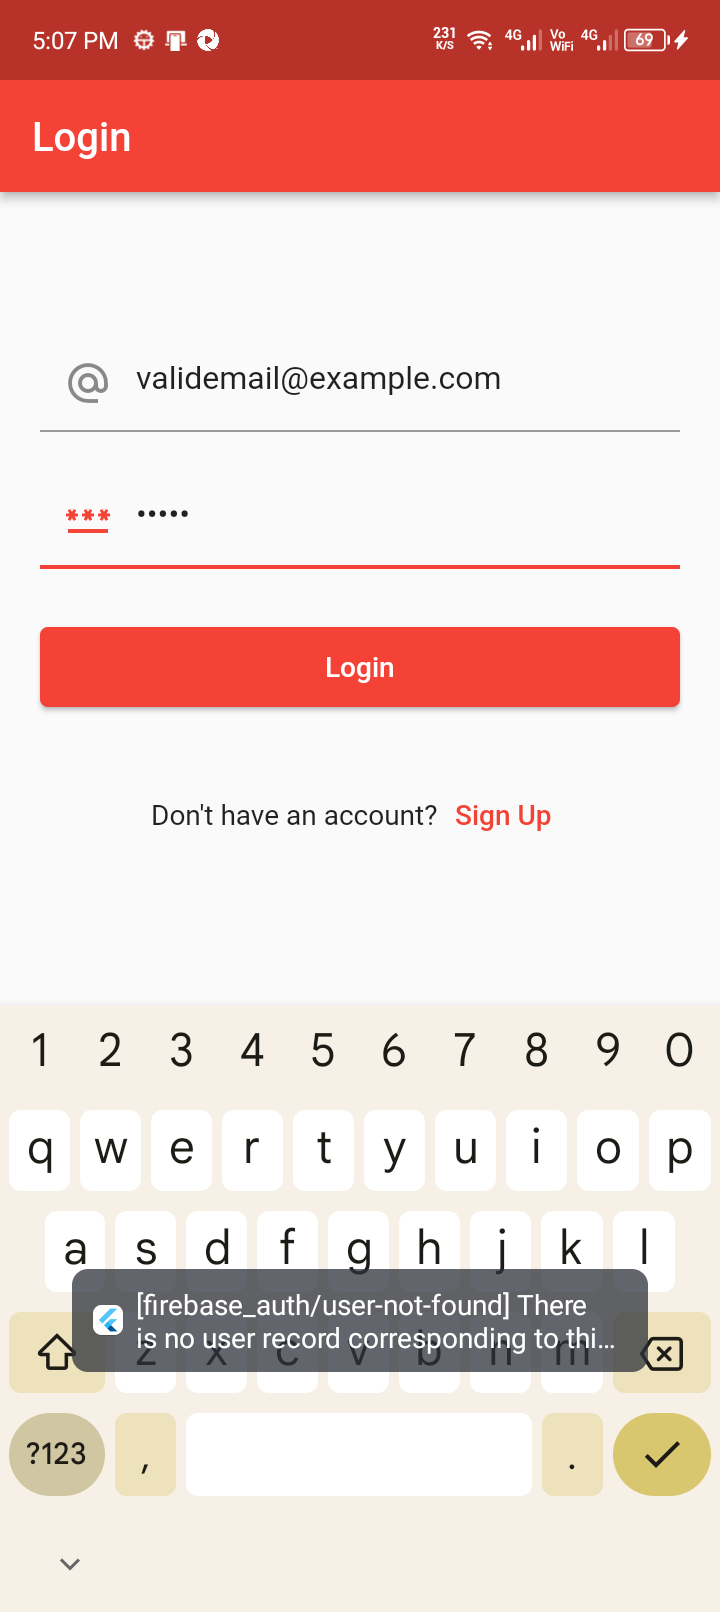 5:07 PM 231 K/S 4G Vo WiFi 4G 69
Login
validemail@example.com
*** •••••
Login
Don't have an account? Sign Up
1 2 3 4 5 6 7 8 9 0
q w e r t y u i o p
a s d f g h j k l
[firebase_auth/user-not-found] There
is no user record corresponding to thi...
z x c v b n m
?123 , .